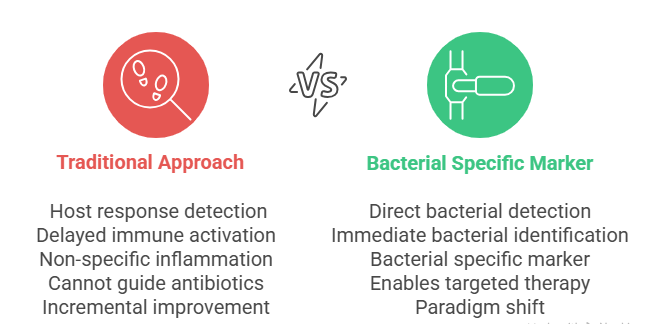 VS
Traditional Approach
Bacterial Specific Marker
Host response detection
Delayed immune activation
Non-specific inflammation
Cannot guide antibiotics
Incremental improvement
Direct bacterial detection
Immediate bacterial identification
Bacterial specific marker
Enables targeted therapy
Paradigm shift